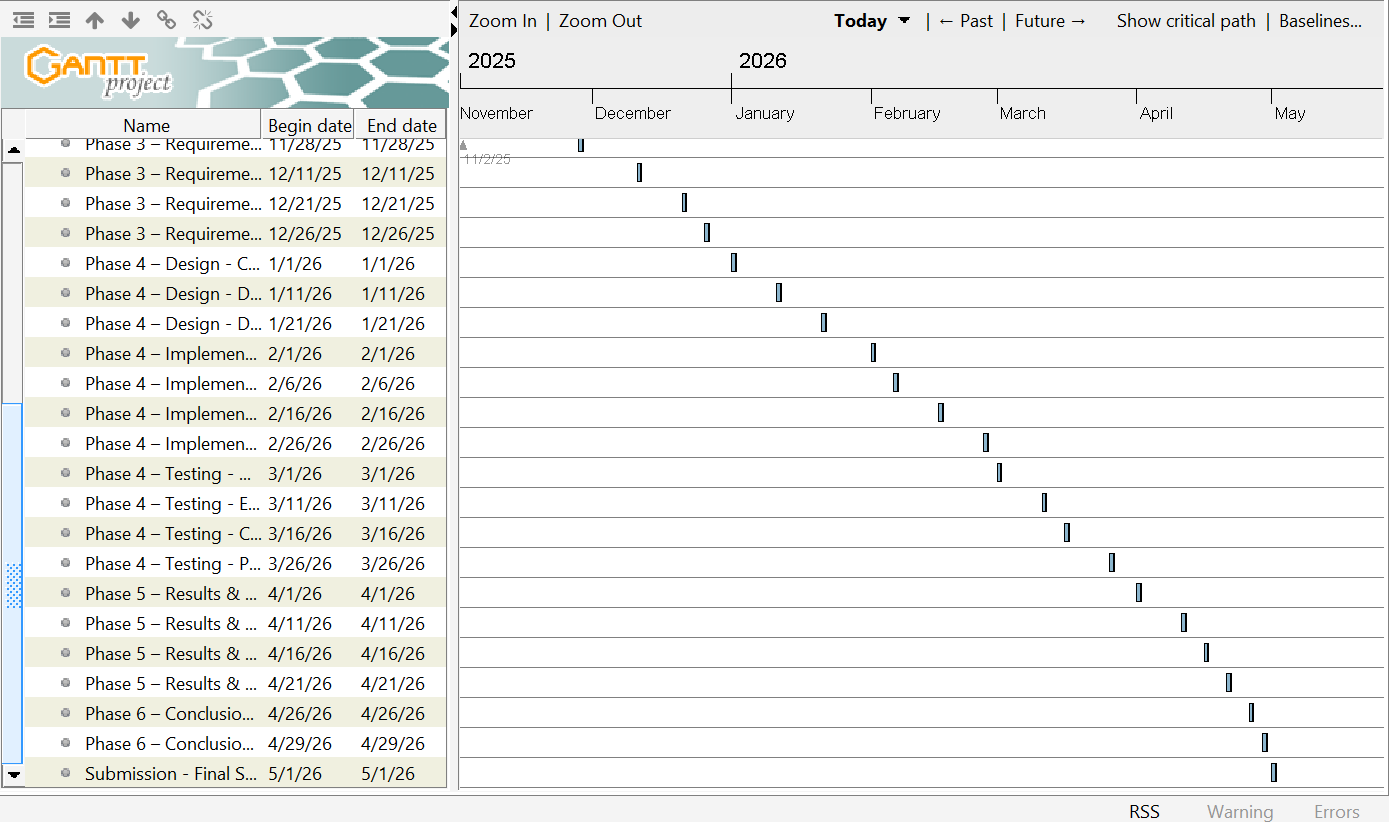 Zoom In | Zoom Out Today | ← Past | Future → Show critical path | Baselines...
GANTT project
2025 2026
November December January February March April May
Name Begin date End date
11/2/25
Phase 3 – Requireme... 11/28/25 11/28/25
Phase 3 – Requireme... 12/11/25 12/11/25
Phase 3 – Requireme... 12/21/25 12/21/25
Phase 3 – Requireme... 12/26/25 12/26/25
Phase 4 – Design - C... 1/1/26 1/1/26
Phase 4 – Design - D... 1/11/26 1/11/26
Phase 4 – Design - D... 1/21/26 1/21/26
Phase 4 – Implemen... 2/1/26 2/1/26
Phase 4 – Implemen... 2/6/26 2/6/26
Phase 4 – Implemen... 2/16/26 2/16/26
Phase 4 – Implemen... 2/26/26 2/26/26
Phase 4 – Testing - ... 3/1/26 3/1/26
Phase 4 – Testing - E... 3/11/26 3/11/26
Phase 4 – Testing - C... 3/16/26 3/16/26
Phase 4 – Testing - P... 3/26/26 3/26/26
Phase 5 – Results & ... 4/1/26 4/1/26
Phase 5 – Results & ... 4/11/26 4/11/26
Phase 5 – Results & ... 4/16/26 4/16/26
Phase 5 – Results & ... 4/21/26 4/21/26
Phase 6 – Conclusio... 4/26/26 4/26/26
Phase 6 – Conclusio... 4/29/26 4/29/26
Submission - Final S... 5/1/26 5/1/26
RSS Warning Errors